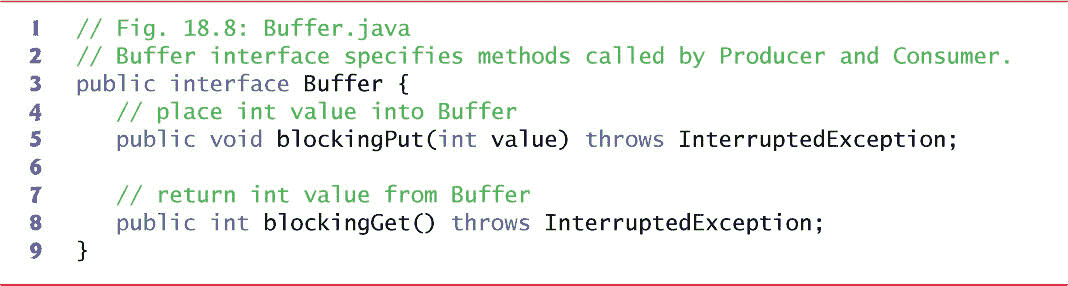 1 // Fig. 18.8: Buffer.java
2 // Buffer interface specifies methods called by Producer and Consumer.
3 public interface Buffer {
4 // place int value into Buffer
5 public void blockingPut(int value) throws InterruptedException;
6
7 // return int value from Buffer
8 public int blockingGet() throws InterruptedException;
9 }